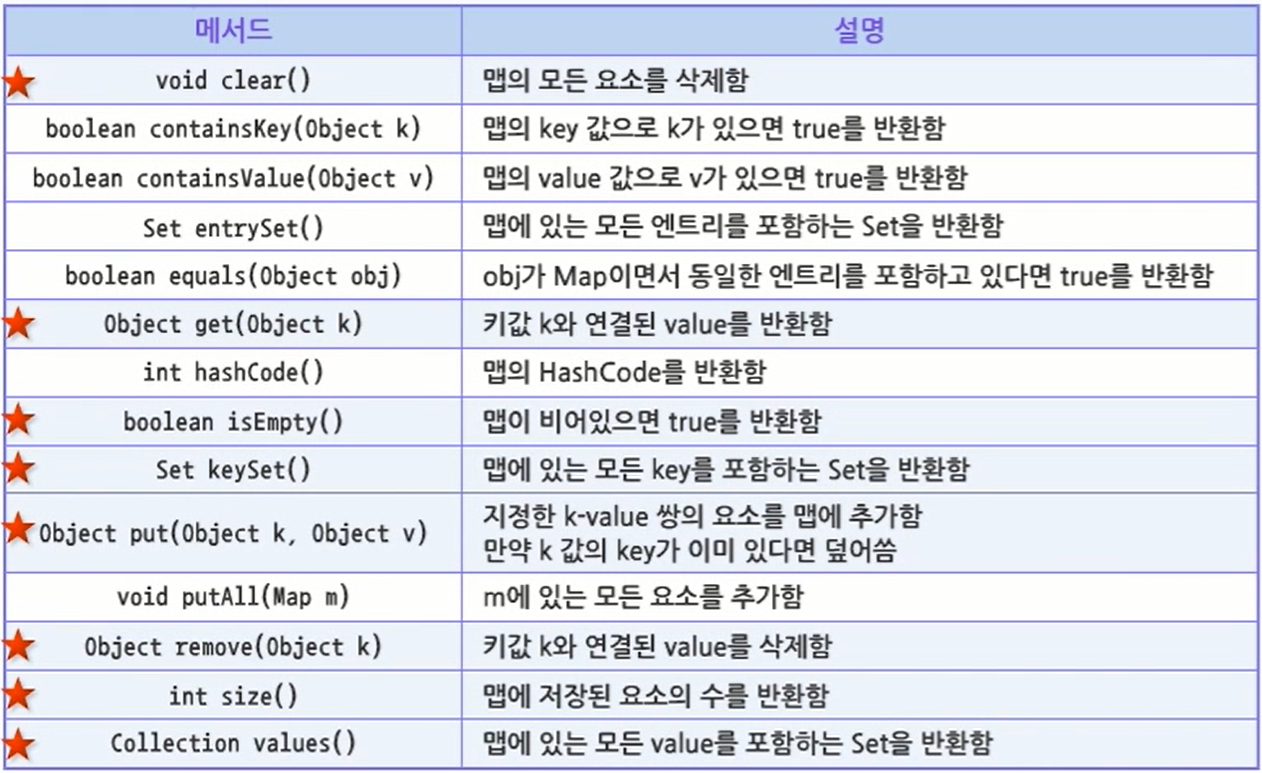 메서드 설명
void clear() 맵의 모든 요소를 삭제함
boolean containsKey(Object k) 맵의 key 값으로 k가 있으면 true를 반환함
boolean containsValue(Object v) 맵의 value 값으로 v가 있으면 true를 반환함
Set entrySet() 맵에 있는 모든 엔트리를 포함하는 Set을 반환함
boolean equals(Object obj) obj가 Map이면서 동일한 엔트리를 포함하고 있다면 true를 반환함
Object get(Object k) 키값 k와 연결된 value를 반환함
int hashCode() 맵의 HashCode를 반환함
boolean isEmpty() 맵이 비어있으면 true를 반환함
Set keySet() 맵에 있는 모든 key를 포함하는 Set을 반환함
Object put(Object k, Object v) 지정한 k-value 쌍의 요소를 맵에 추가함
만약 k 값의 key가 이미 있다면 덮어씀
void putAll(Map m) m에 있는 모든 요소를 추가함
Object remove(Object k) 키값 k와 연결된 value를 삭제함
int size() 맵에 저장된 요소의 수를 반환함
Collection values() 맵에 있는 모든 value를 포함하는 Set을 반환함